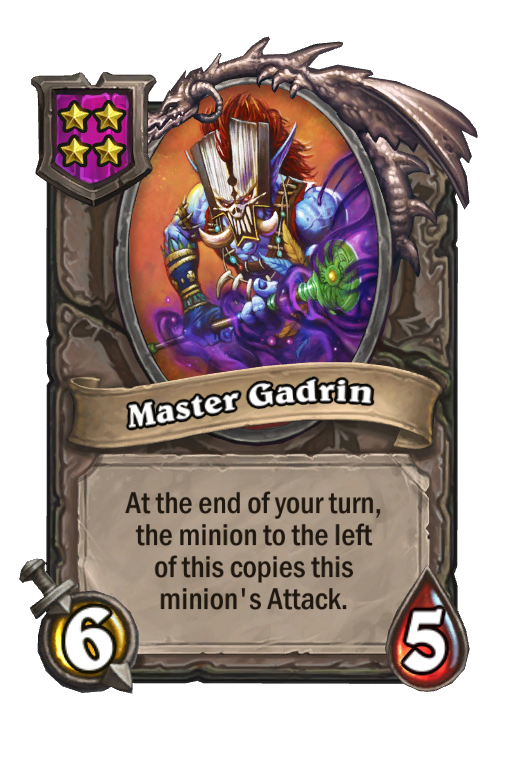 Master Gadrin
At the end of your turn,
the minion to the left
of this copies this
minion's Attack.
6
5